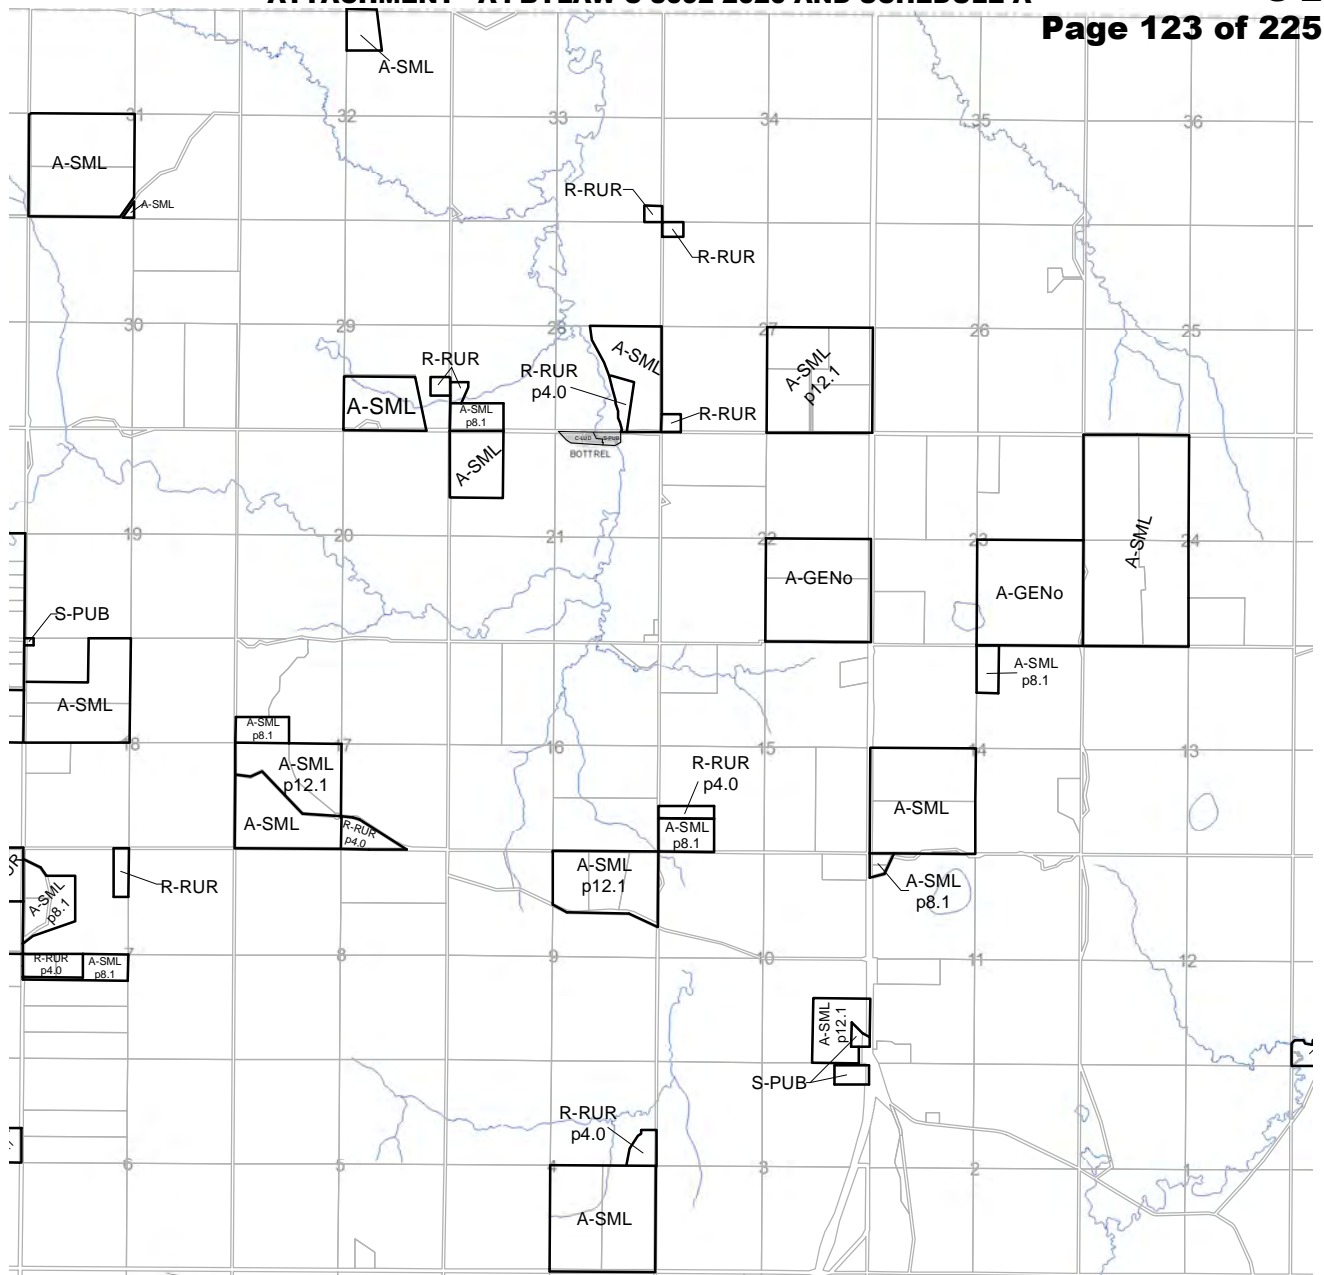 Page 123 of 225
A-SML
31
32
33
34
35
36
A-SML
A-SML
R-RUR
R-RUR
30
29
28
27
26
25
R-RUR
A-SML
R-RUR
p4.0
A-SML
p12.1
A-SML
A-SML
p8.1
R-RUR
C-LUD
S-PUB
BOTTREL
A-SML
19
20
21
22
23
24
A-SML
A-GENo
A-GENo
S-PUB
A-SML
A-SML
p8.1
A-SML
p8.1
18
17
16
15
14
13
A-SML
p12.1
R-RUR
p4.0
A-SML
A-SML
R-RUR
p4.0
A-SML
p8.1
A-SML
p12.1
A-SML
p8.1
R-RUR
A-SML
p8.1
7
8
9
10
11
12
R-RUR
p4.0
A-SML
p8.1
A-SML
p12.1
S-PUB
R-RUR
p4.0
6
5
4
3
2
1
A-SML